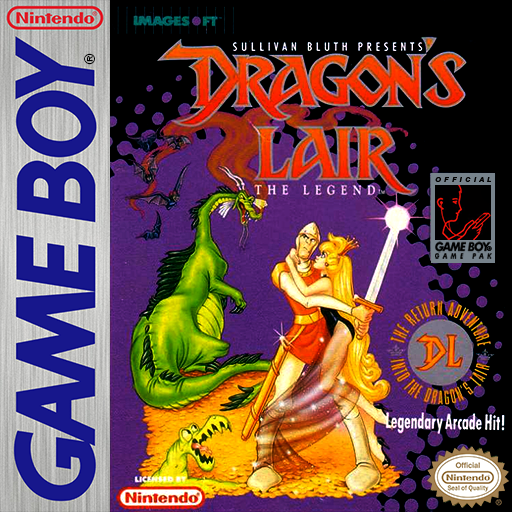 Nintendo
GAME BOY
®
IMAGESOFT
SULLIVAN BLUTH PRESENTS
DRAGON'S
LAIR
THE LEGEND™
OFFICIAL
GAME BOY®
GAME PAK
THE RETURN ADVENTURE
DL
INTO THE DRAGON'S LAIR
Legendary Arcade Hit!
LICENSED BY
Nintendo
Official
Nintendo
Seal of Quality